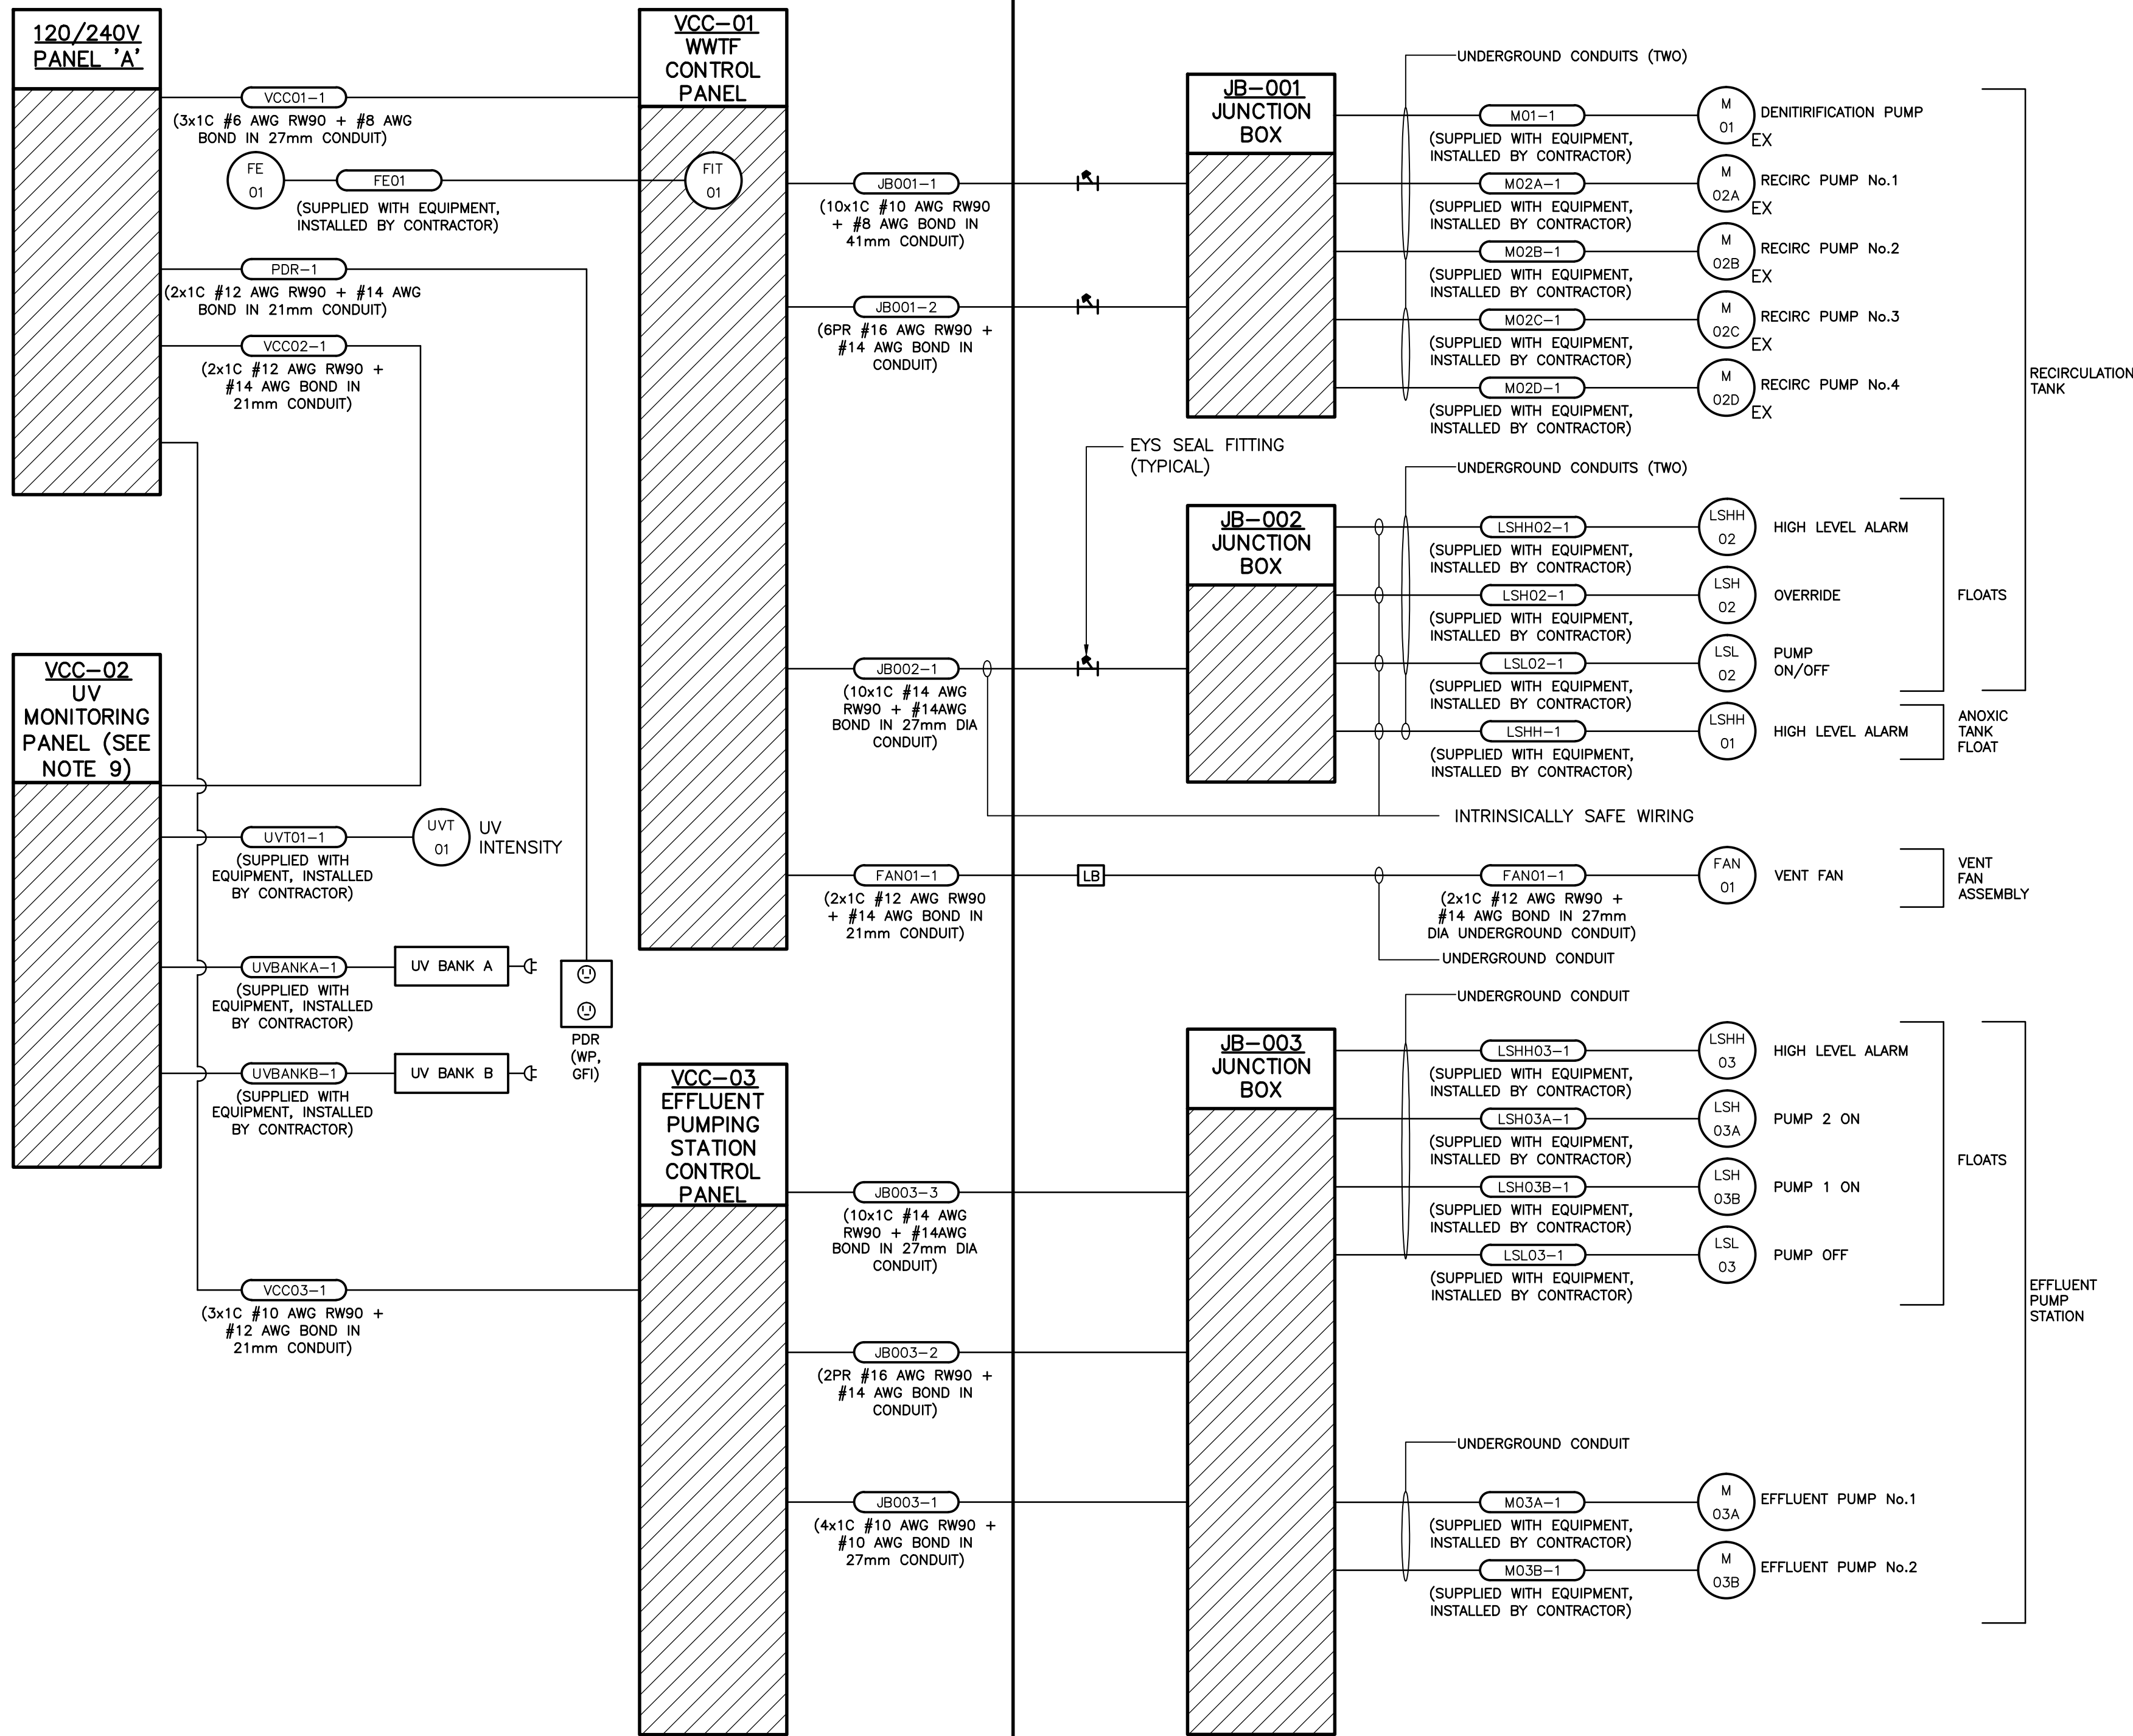 120/240V
PANEL 'A'
VCC01-1
(3x1C #6 AWG RW90 + #8 AWG
BOND IN 27mm CONDUIT)
FE
01
FE01
(SUPPLIED WITH EQUIPMENT,
INSTALLED BY CONTRACTOR)
PDR-1
(2x1C #12 AWG RW90 + #14 AWG
BOND IN 21mm CONDUIT)
VCC02-1
(2x1C #12 AWG RW90 +
#14 AWG BOND IN
21mm CONDUIT)
VCC-02
UV
MONITORING
PANEL (SEE
NOTE 9)
UVT01-1
(SUPPLIED WITH
EQUIPMENT, INSTALLED
BY CONTRACTOR)
UVT
01
UV
INTENSITY
UVBANKA-1
(SUPPLIED WITH
EQUIPMENT, INSTALLED
BY CONTRACTOR)
UV BANK A
UVBANKB-1
(SUPPLIED WITH
EQUIPMENT, INSTALLED
BY CONTRACTOR)
UV BANK B
PDR
(WP,
GFI)
VCC03-1
(3x1C #10 AWG RW90 +
#12 AWG BOND IN
21mm CONDUIT)
VCC-01
WWTF
CONTROL
PANEL
FIT
01
JB001-1
(10x1C #10 AWG RW90
+ #8 AWG BOND IN
41mm CONDUIT)
JB001-2
(6PR #16 AWG RW90 +
#14 AWG BOND IN
CONDUIT)
JB002-1
(10x1C #14 AWG
RW90 + #14AWG
BOND IN 27mm DIA
CONDUIT)
FAN01-1
(2x1C #12 AWG RW90
+ #14 AWG BOND IN
21mm CONDUIT)
LB
EYS SEAL FITTING
(TYPICAL)
VCC-03
EFFLUENT
PUMPING
STATION
CONTROL
PANEL
JB003-3
(10x1C #14 AWG
RW90 + #14AWG
BOND IN 27mm DIA
CONDUIT)
JB003-2
(2PR #16 AWG RW90 +
#14 AWG BOND IN
CONDUIT)
JB003-1
(4x1C #10 AWG RW90 +
#10 AWG BOND IN
27mm CONDUIT)
JB-001
JUNCTION
BOX
UNDERGROUND CONDUITS (TWO)
M01-1
(SUPPLIED WITH EQUIPMENT,
INSTALLED BY CONTRACTOR)
M
01
EX
DENITIRIFICATION PUMP
M02A-1
(SUPPLIED WITH EQUIPMENT,
INSTALLED BY CONTRACTOR)
M
02A
EX
RECIRC PUMP No.1
M02B-1
(SUPPLIED WITH EQUIPMENT,
INSTALLED BY CONTRACTOR)
M
02B
EX
RECIRC PUMP No.2
M02C-1
(SUPPLIED WITH EQUIPMENT,
INSTALLED BY CONTRACTOR)
M
02C
EX
RECIRC PUMP No.3
M02D-1
(SUPPLIED WITH EQUIPMENT,
INSTALLED BY CONTRACTOR)
M
02D
EX
RECIRC PUMP No.4
RECIRCULATION
TANK
JB-002
JUNCTION
BOX
UNDERGROUND CONDUITS (TWO)
LSHH02-1
(SUPPLIED WITH EQUIPMENT,
INSTALLED BY CONTRACTOR)
LSHH
02
HIGH LEVEL ALARM
LSH02-1
(SUPPLIED WITH EQUIPMENT,
INSTALLED BY CONTRACTOR)
LSH
02
OVERRIDE
LSL02-1
(SUPPLIED WITH EQUIPMENT,
INSTALLED BY CONTRACTOR)
LSL
02
PUMP
ON/OFF
FLOATS
LSHH-1
(SUPPLIED WITH EQUIPMENT,
INSTALLED BY CONTRACTOR)
LSHH
01
HIGH LEVEL ALARM
ANOXIC
TANK
FLOAT
INTRINSICALLY SAFE WIRING
FAN01-1
(2x1C #12 AWG RW90 +
#14 AWG BOND IN 27mm
DIA UNDERGROUND CONDUIT)
FAN
01
VENT FAN
VENT
FAN
ASSEMBLY
UNDERGROUND CONDUIT
JB-003
JUNCTION
BOX
UNDERGROUND CONDUIT
LSHH03-1
(SUPPLIED WITH EQUIPMENT,
INSTALLED BY CONTRACTOR)
LSHH
03
HIGH LEVEL ALARM
LSH03A-1
(SUPPLIED WITH EQUIPMENT,
INSTALLED BY CONTRACTOR)
LSH
03A
PUMP 2 ON
LSH03B-1
(SUPPLIED WITH EQUIPMENT,
INSTALLED BY CONTRACTOR)
LSH
03B
PUMP 1 ON
LSL03-1
(SUPPLIED WITH EQUIPMENT,
INSTALLED BY CONTRACTOR)
LSL
03
PUMP OFF
FLOATS
EFFLUENT
PUMP
STATION
UNDERGROUND CONDUIT
M03A-1
(SUPPLIED WITH EQUIPMENT,
INSTALLED BY CONTRACTOR)
M
03A
EFFLUENT PUMP No.1
M03B-1
(SUPPLIED WITH EQUIPMENT,
INSTALLED BY CONTRACTOR)
M
03B
EFFLUENT PUMP No.2